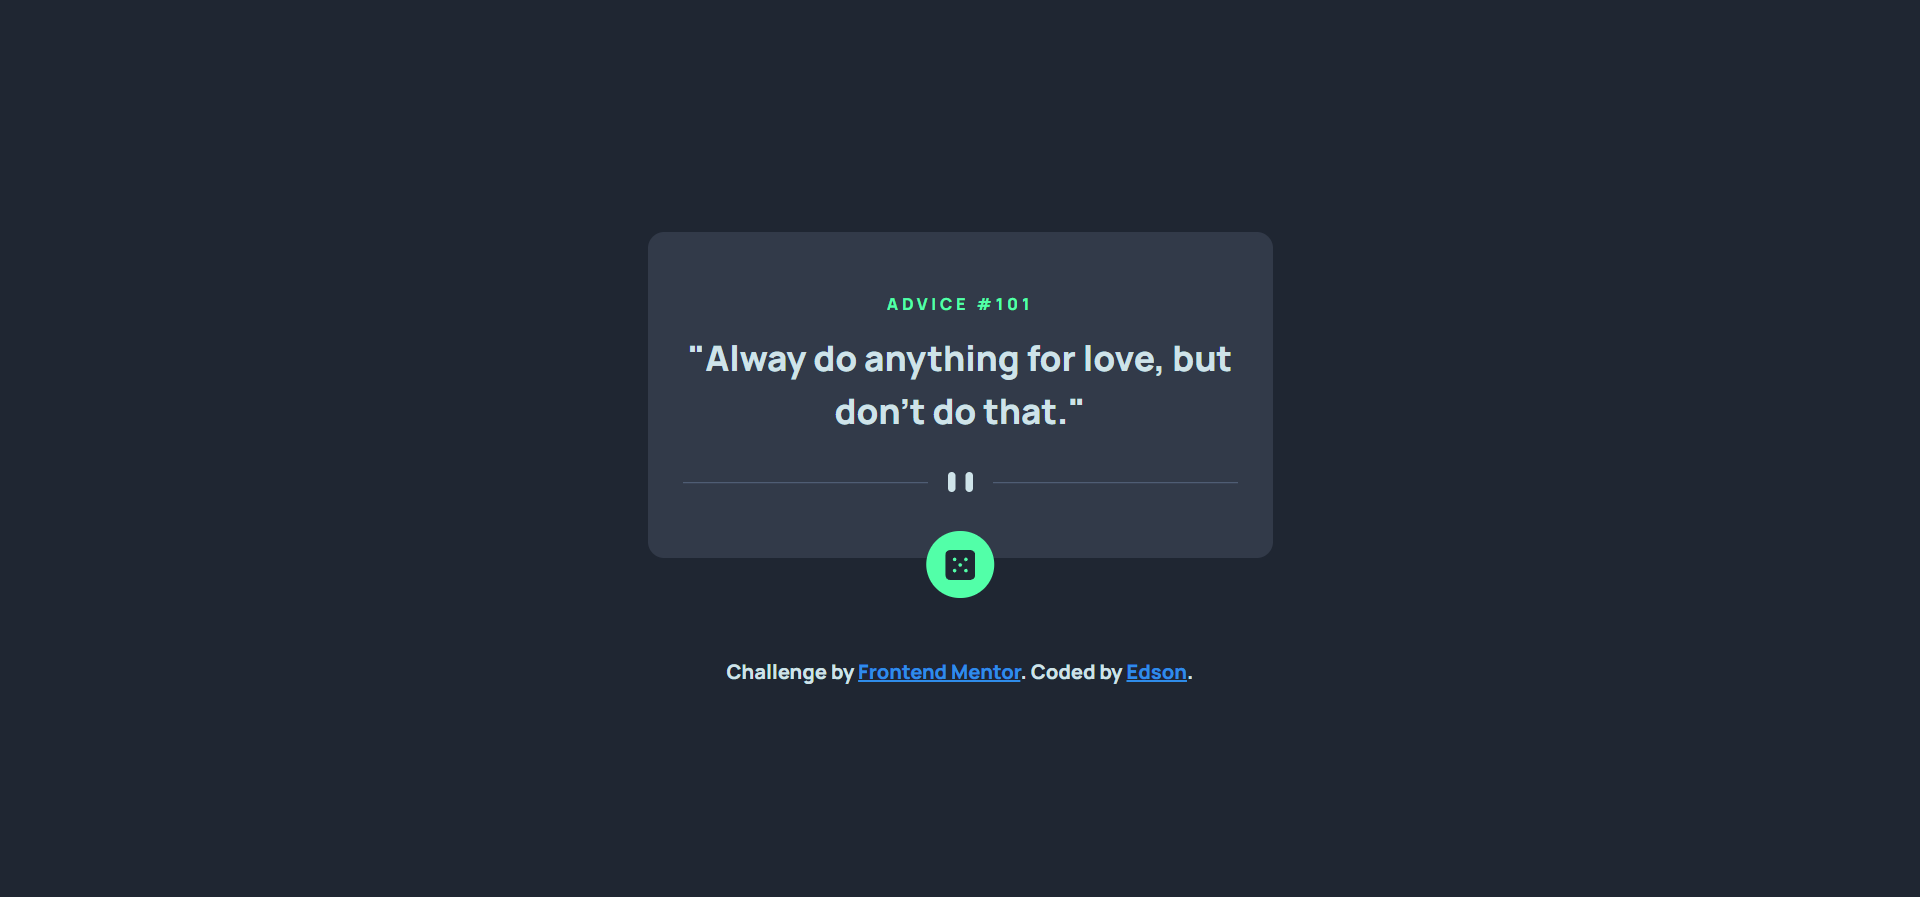 ADVICE #101
"Alway do anything for love, but
don’t do that."
Challenge by Frontend Mentor. Coded by Edson.